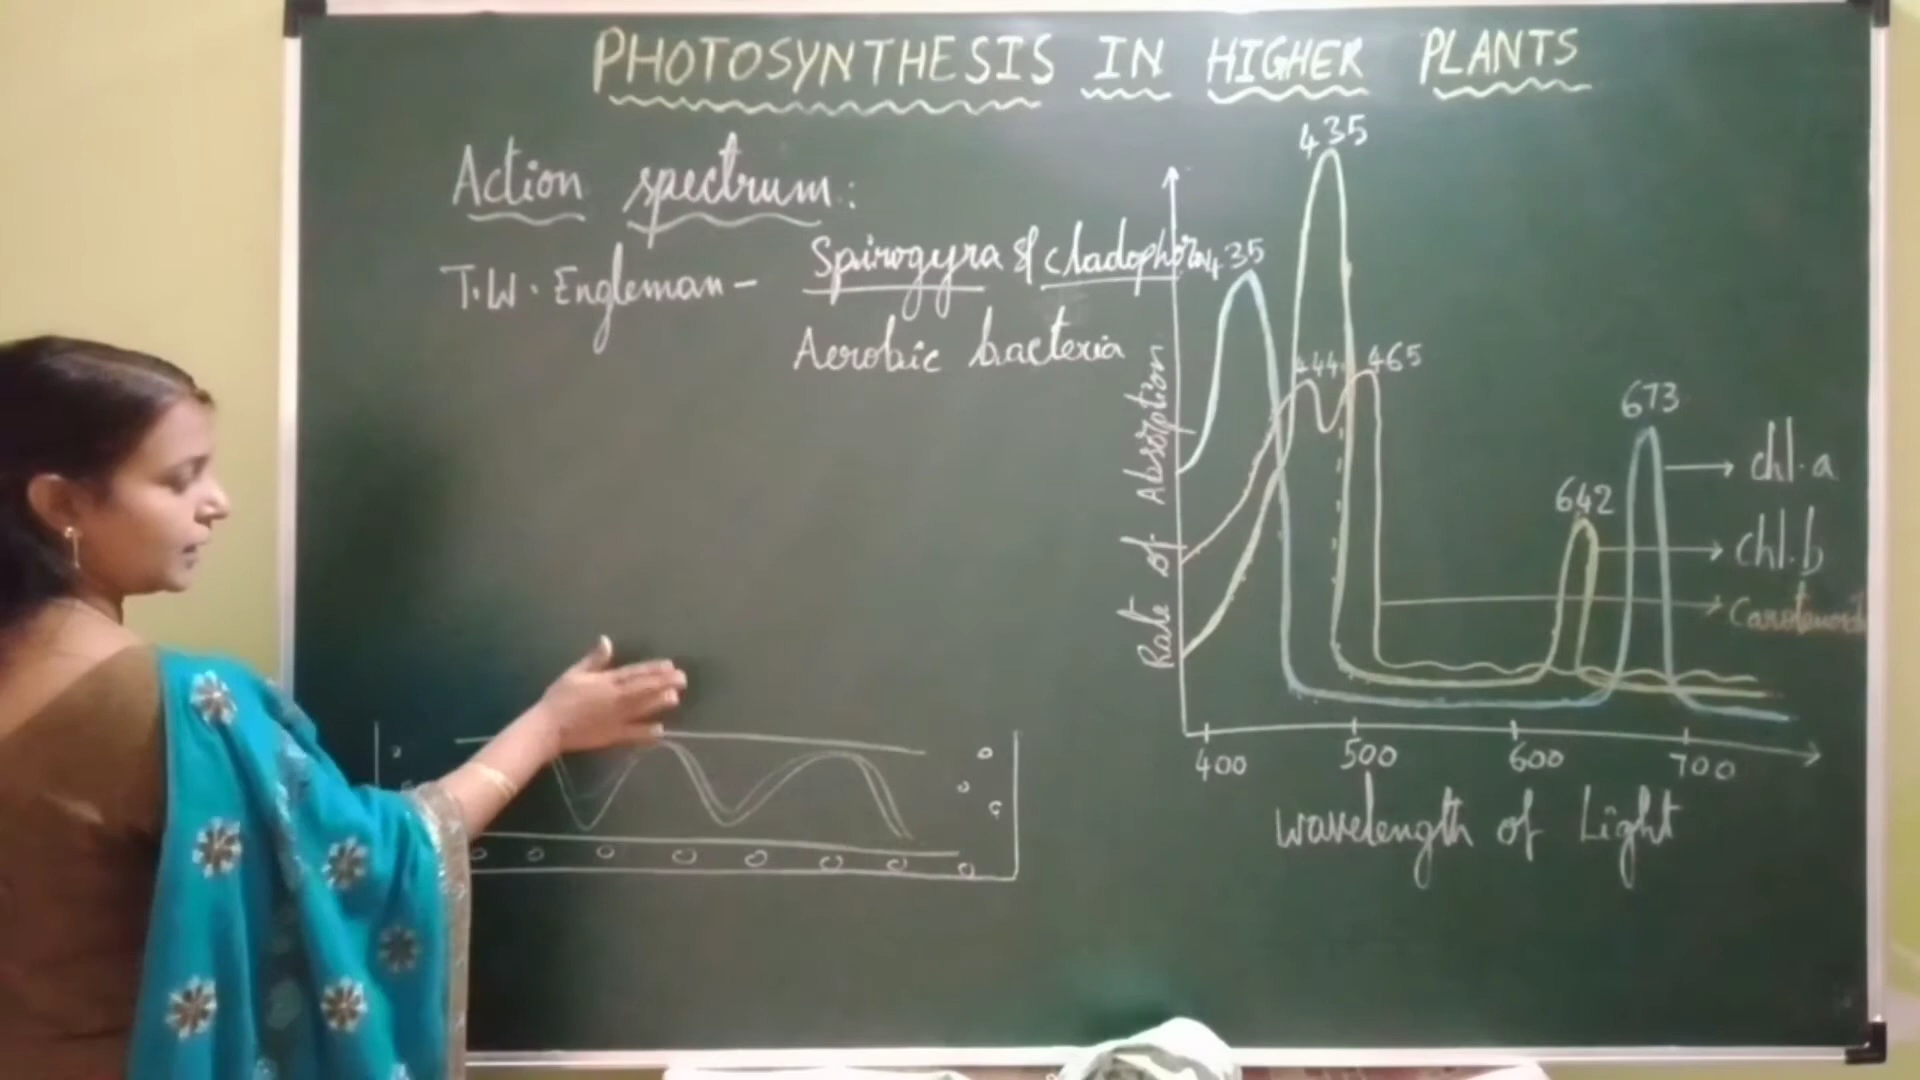 PHOTOSYNTHESIS IN HIGHER PLANTS
Action spectrum:
T.W. Engleman - Spirogyra & cladophora
Aerobic bacteria
435
435
444
465
642
673
chl.a
chl.b
Carotenoids
Rate of Absorption
400 500 600 700
wavelength of Light